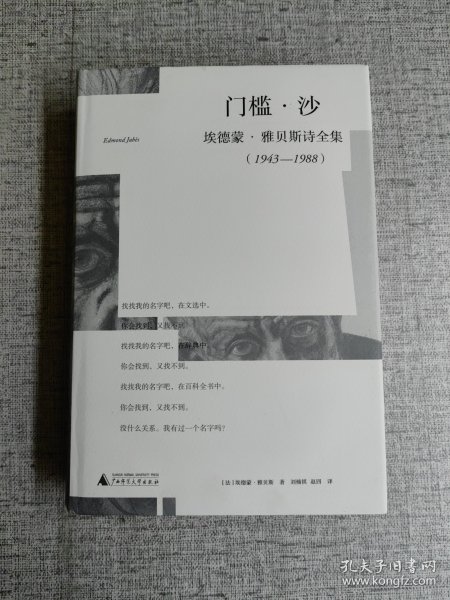 门槛·沙
Edmond Jabès
埃德蒙·雅贝斯诗全集
(1943—1988)
找找我的名字吧，在文选中。
你会找到，又找不到。
找找我的名字吧，在辞典中。
你会找到，又找不到。
找找我的名字吧，在百科全书中。
你会找到，又找不到。
没什么关系。我有过一个名字吗？
GUANGXI NORMAL UNIVERSITY PRESS
广西师范大学出版社
〔法〕埃德蒙·雅贝斯 著 刘楠祺 赵四 译
孔夫子旧书网
www.kongfz.com